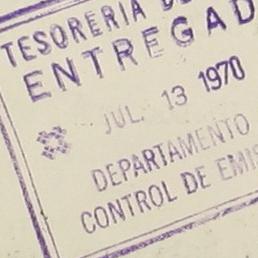 TESORERIA
ENTREGAD
JUL. 13 1970
DEPARTAMENTO
CONTROL DE EMIS